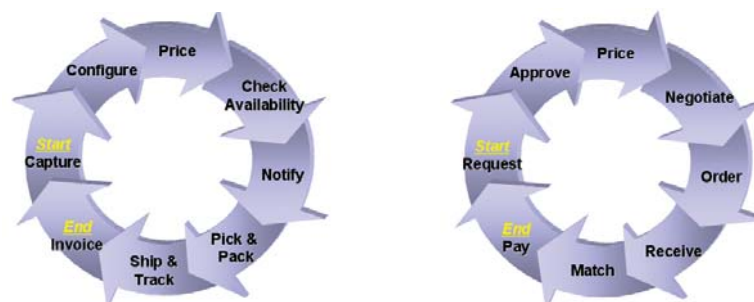 Start
Capture
Configure
Price
Check
Availability
Notify
Pick &
Pack
Ship &
Track
End
Invoice
Start
Request
Approve
Price
Negotiate
Order
Receive
Match
End
Pay